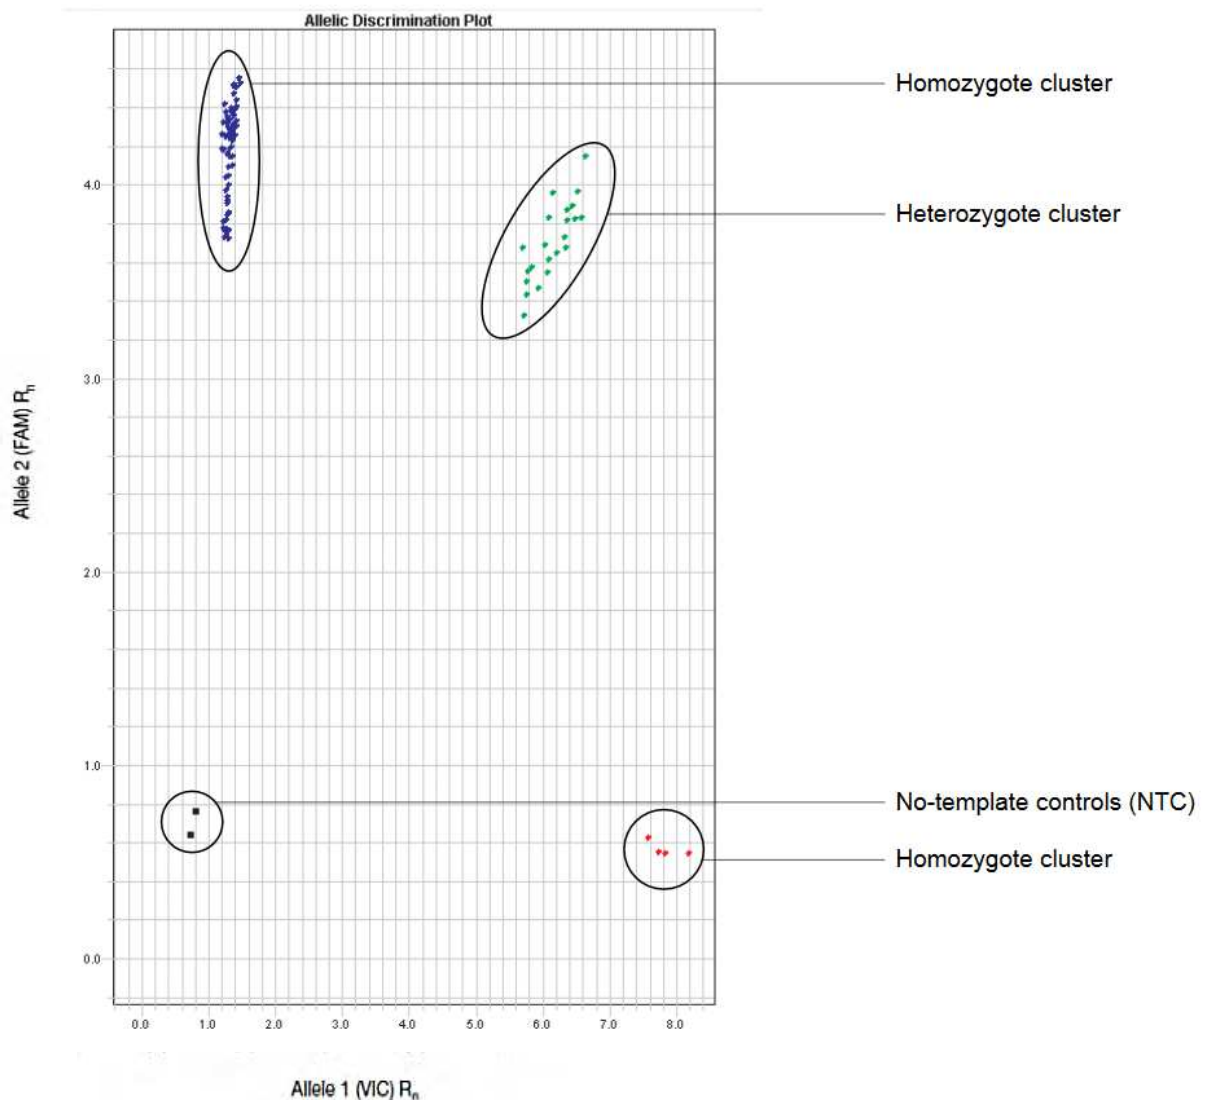 Allelic Discrimination Plot
Homozygote cluster
Heterozygote cluster
No-template controls (NTC)
Homozygote cluster
Allele 2 (FAM) Rn
4.0
3.0
2.0
1.0
0.0
0.0 1.0 2.0 3.0 4.0 5.0 6.0 7.0 8.0
Allele 1 (VIC) Rn